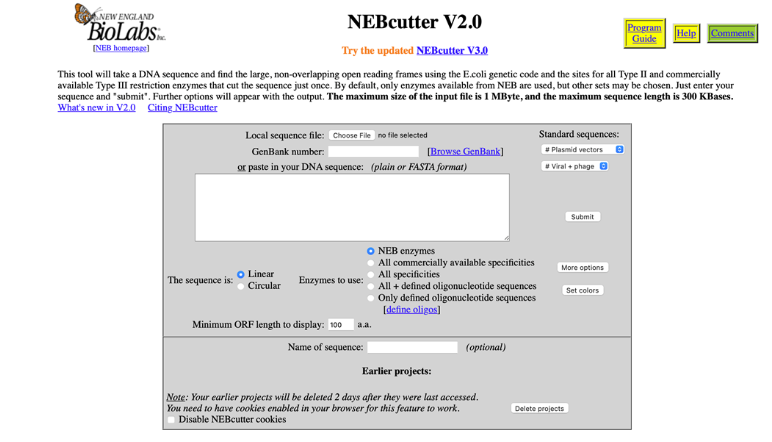 NEW ENGLAND
BioLabs Inc.
[NEB homepage]
NEBcutter V2.0
Try the updated NEBcutter V3.0
Program Guide
Help
Comments
This tool will take a DNA sequence and find the large, non-overlapping open reading frames using the E.coli genetic code and the sites for all Type II and commercially
available Type III restriction enzymes that cut the sequence just once. By default, only enzymes available from NEB are used, but other sets may be chosen. Just enter your
sequence and "submit". Further options will appear with the output. The maximum size of the input file is 1 MByte, and the maximum sequence length is 300 KBases.
What's new in V2.0 Citing NEBcutter
Local sequence file: Choose File no file selected
Standard sequences:
GenBank number: [Browse GenBank]
# Plasmid vectors
or paste in your DNA sequence: (plain or FASTA format)
# Viral + phage
Submit
The sequence is: Linear
Circular
Enzymes to use: NEB enzymes
All commercially available specificities
All specificities
All + defined oligonucleotide sequences
Only defined oligonucleotide sequences
[define oligos]
More options
Set colors
Minimum ORF length to display: 100 a.a.
Name of sequence: (optional)
Earlier projects:
Note: Your earlier projects will be deleted 2 days after they were last accessed.
You need to have cookies enabled in your browser for this feature to work.
Delete projects
Disable NEBcutter cookies